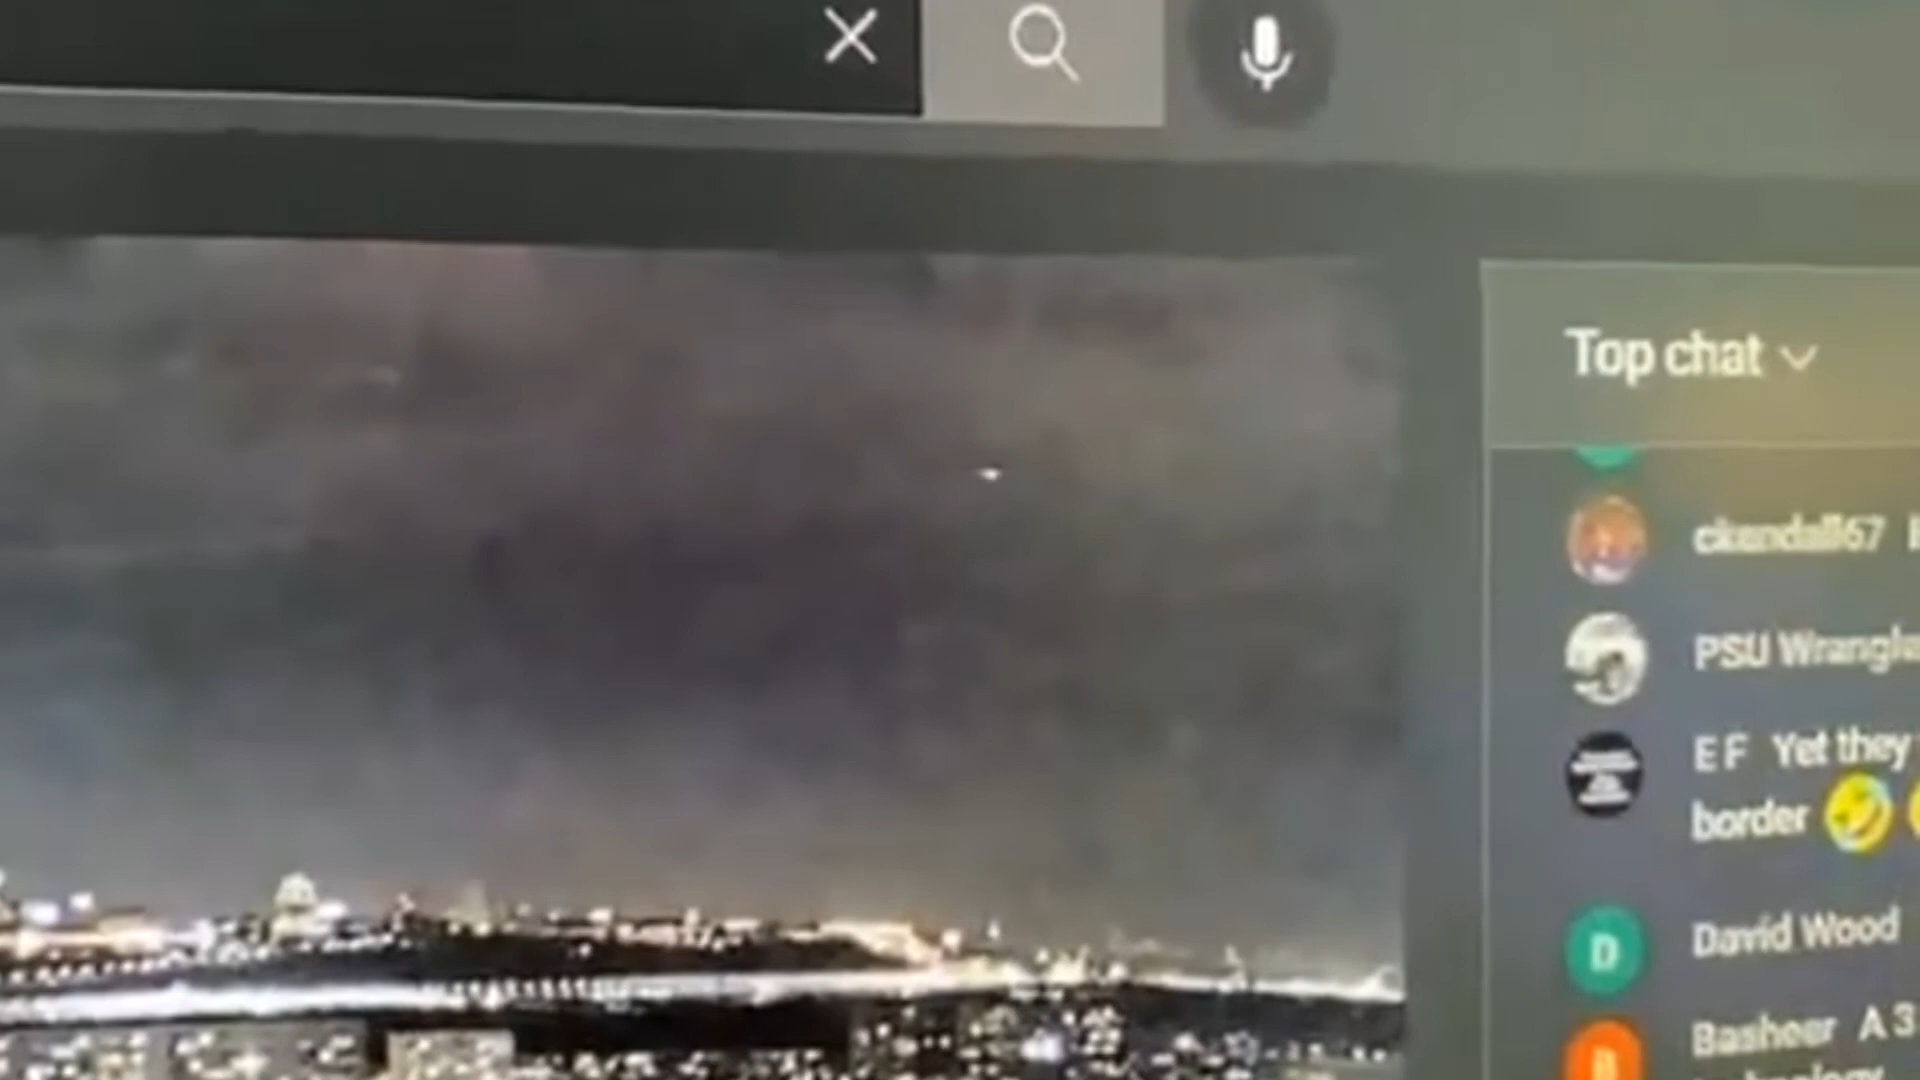 Top chat
ckendall67
PSU Wrangle
E F Yet they
border
David Wood
D
Basheer A 3